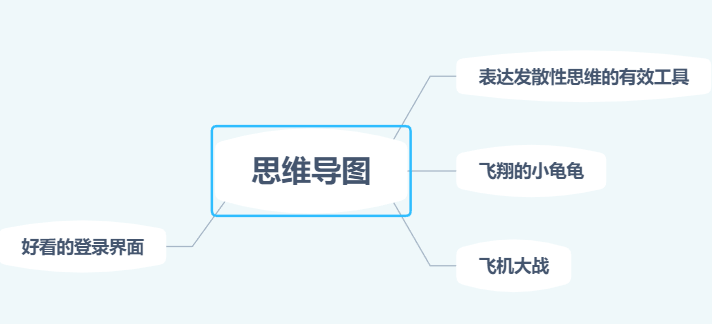 表达发散性思维的有效工具
思维导图
飞翔的小龟龟
好看的登录界面
飞机大战